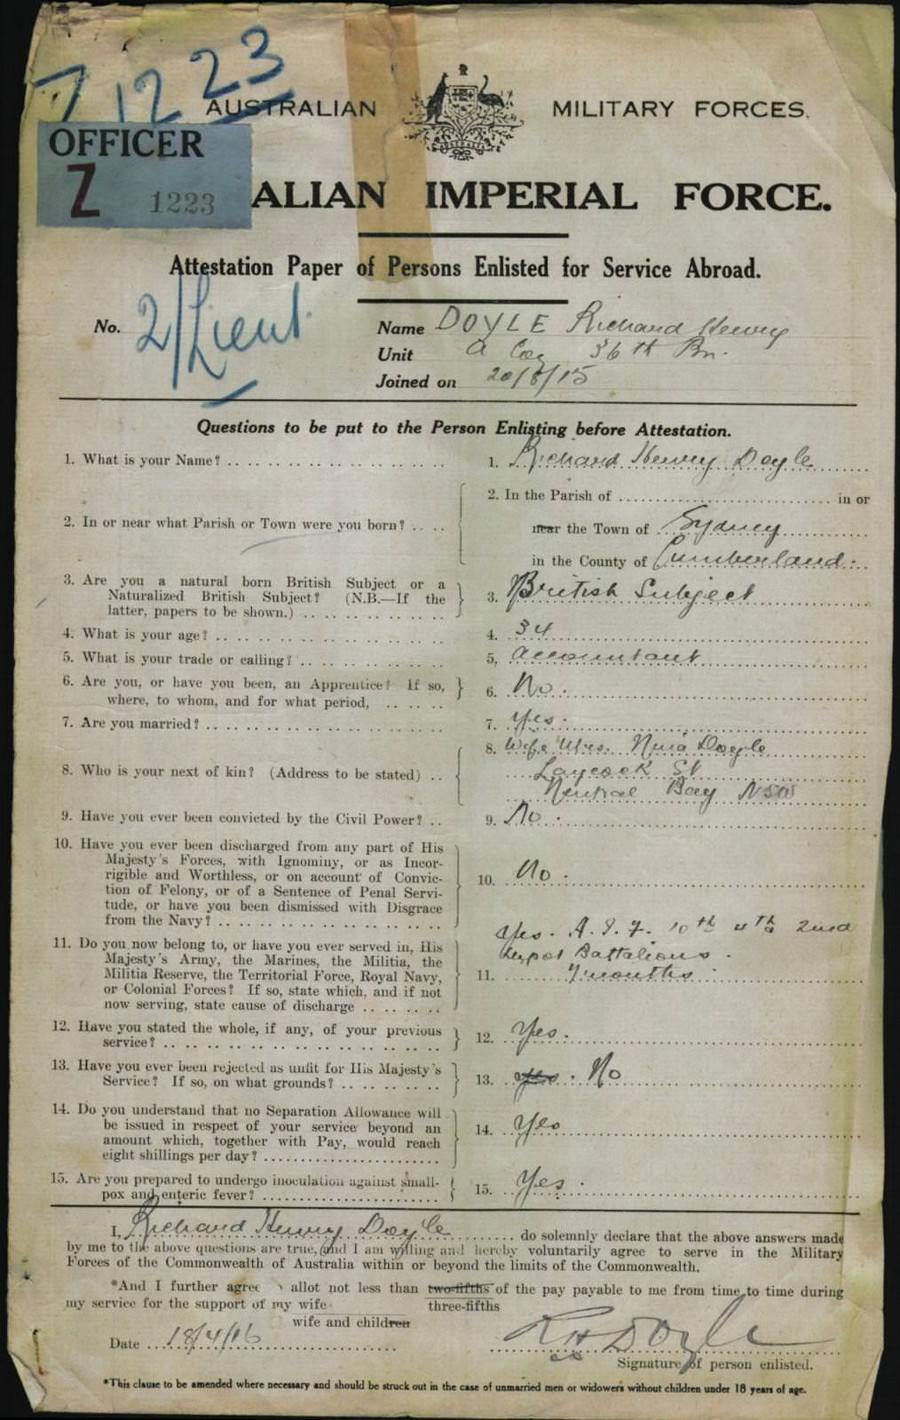 Z 1223
AUSTRALIAN MILITARY FORCES.
OFFICER
Z 1223
ALIAN IMPERIAL FORCE.
Attestation Paper of Persons Enlisted for Service Abroad.
No. 2/Lieut.
Name DOYLE Richard Henry
Unit A Coy 36th Bn.
Joined on 20/8/15
Questions to be put to the Person Enlisting before Attestation.
1. What is your Name? 1. Richard Henry Doyle
2. In or near what Parish or Town were you born? 2. In the Parish of in or
near the Town of Sydney
in the County of Cumberland.
3. Are you a natural born British Subject or a
Naturalized British Subject? (N.B.—If the
latter, papers to be shown.) 3. British Subject
4. What is your age? 4. 34
5. What is your trade or calling? 5. Accountant
6. Are you, or have you been, an Apprentice? If so,
where, to whom, and for what period, 6. No.
7. Are you married? 7. Yes.
8. Who is your next of kin? (Address to be stated) 8. Wife Mrs. Nina Doyle
Laycock St
Neutral Bay NSW
9. Have you ever been convicted by the Civil Power? 9. No.
10. Have you ever been discharged from any part of His
Majesty's Forces, with Ignominy, or as Incor-
rigible and Worthless, or on account of Convic-
tion of Felony, or of a Sentence of Penal Servi-
tude, or have you been dismissed with Disgrace
from the Navy? 10. No.
11. Do you now belong to, or have you ever served in, His
Majesty's Army, the Marines, the Militia, the
Militia Reserve, the Territorial Force, Royal Navy,
or Colonial Forces? If so, state which, and if not
now serving, state cause of discharge
Yes. A.I.F. 10th 4th 2nd
Depot Battalions.
11. 7 months.
12. Have you stated the whole, if any, of your previous
service? 12. Yes.
13. Have you ever been rejected as unfit for His Majesty's
Service? If so, on what grounds? 13. yes. No
14. Do you understand that no Separation Allowance will
be issued in respect of your service beyond an
amount which, together with Pay, would reach
eight shillings per day? 14. Yes
15. Are you prepared to undergo inoculation against small-
pox and enteric fever? 15. Yes.
I, Richard Henry Doyle do solemnly declare that the above answers made
by me to the above questions are true, and I am willing and hereby voluntarily agree to serve in the Military
Forces of the Commonwealth of Australia within or beyond the limits of the Commonwealth.
*And I further agree allot not less than two-fifths of the pay payable to me from time to time during
three-fifths
my service for the support of my wife
wife and children
Date 18/4/16 R H Doyle
Signature of person enlisted.
*This clause to be amended where necessary and should be struck out in the case of unmarried men or widowers without children under 18 years of age.